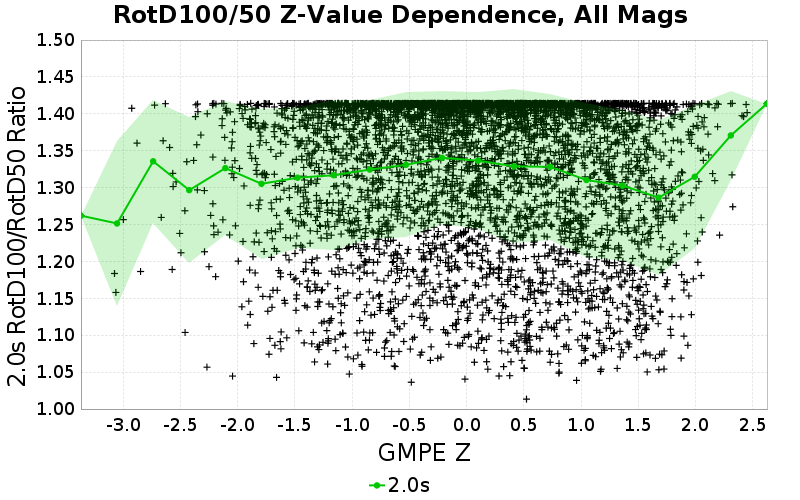 RotD100/50 Z-Value Dependence, All Mags
2.0s RotD100/RotD50 Ratio
1.50
1.45
1.40
1.35
1.30
1.25
1.20
1.15
1.10
1.05
1.00
-3.0 -2.5 -2.0 -1.5 -1.0 -0.5 0.0 0.5 1.0 1.5 2.0 2.5
GMPE Z
2.0s